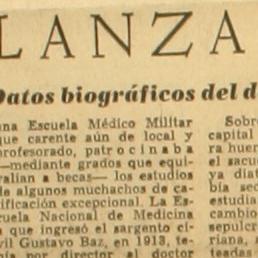 LANZA
Datos biográficos del d
una Escuela Médico Militar
que carente aún de local y
profesorado, patrocinaba
—mediante grados que equi-
valían a becas— los estudios
de algunos muchachos de ca-
lificación excepcional. La Es-
cuela Nacional de Medicina
a que ingresó el sargento ci-
vil Gustavo Baz, en 1913, te-
nía por director al doctor
Sobre
capital
ra huer
el sacu
ya diat
bía sec
estudia
cambio
sepulcr
riana,